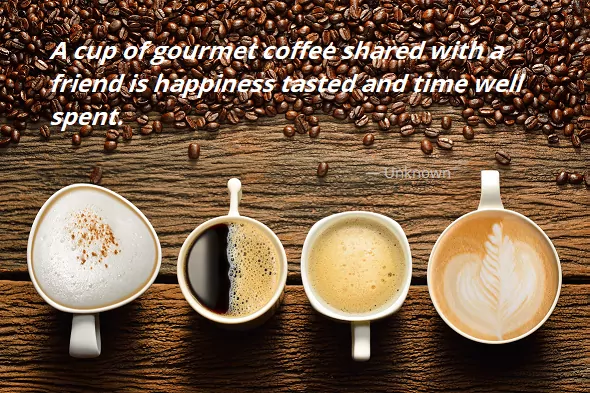 A cup of gourmet coffee shared with a
friend is happiness tasted and time well
spent.
Unknown